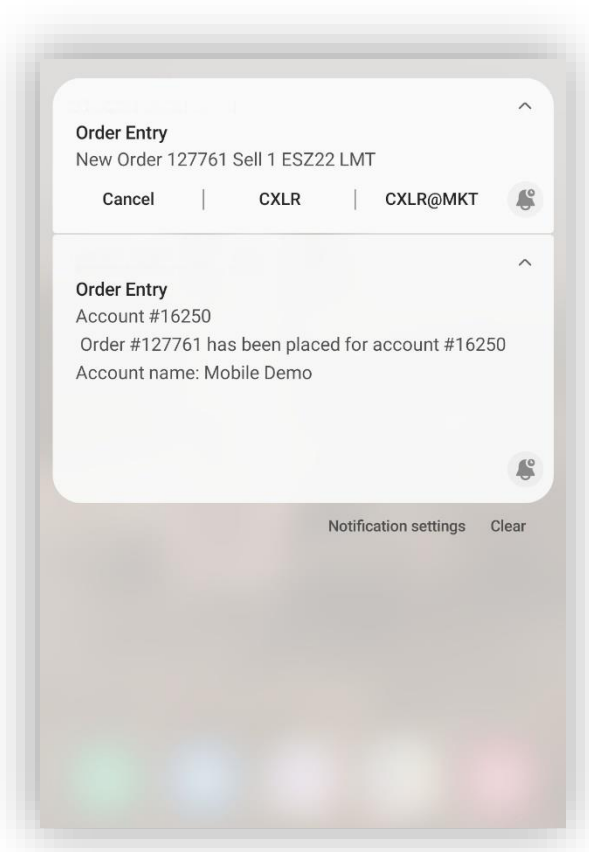 Order Entry
New Order 127761 Sell 1 ESZ22 LMT
Cancel | CXLR | CXLR@MKT
Order Entry
Account #16250
Order #127761 has been placed for account #16250
Account name: Mobile Demo
Notification settings Clear